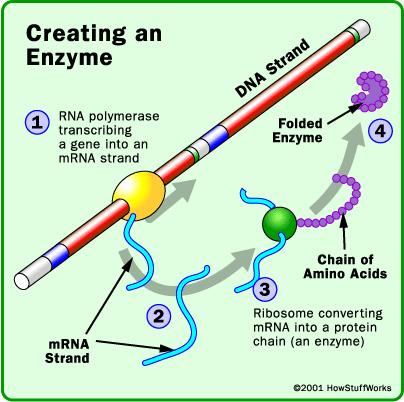 Creating an
Enzyme
DNA Strand
1
RNA polymerase
transcribing
a gene into an
mRNA strand
Folded
Enzyme
4
Chain of
Amino Acids
2
3
Ribosome converting
mRNA into a protein
chain (an enzyme)
mRNA
Strand
©2001 HowStuffWorks